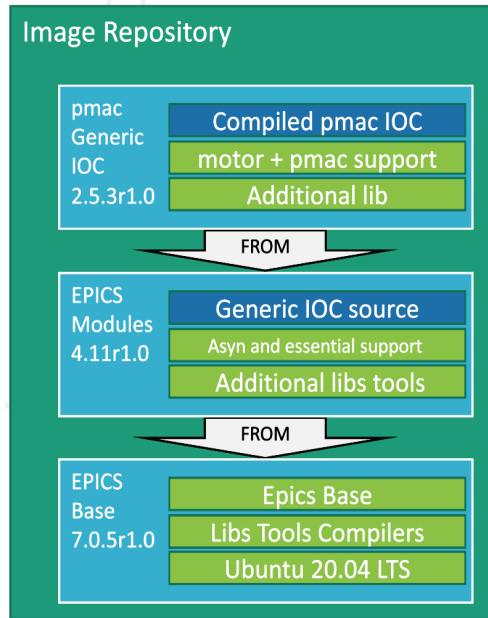 Image Repository
pmac
Generic
IOC
2.5.3r1.0
Compiled pmac IOC
motor + pmac support
Additional lib
FROM
EPICS
Modules
4.11r1.0
Generic IOC source
Asyn and essential support
Additional libs tools
FROM
EPICS
Base
7.0.5r1.0
Epics Base
Libs Tools Compilers
Ubuntu 20.04 LTS